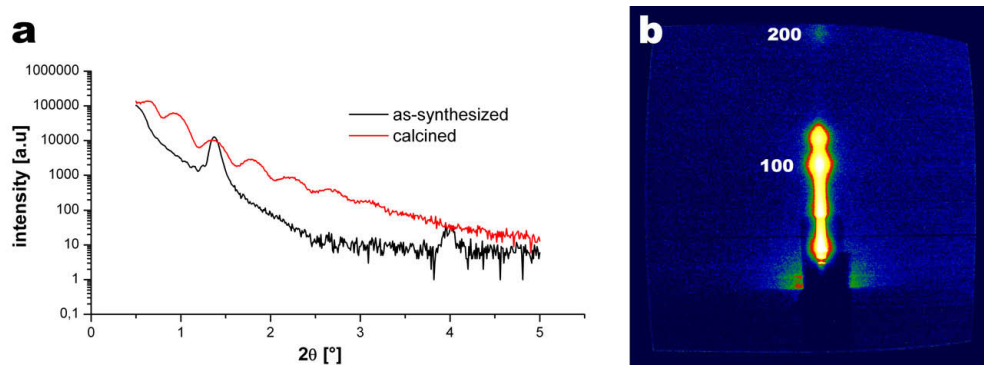 a
1000000
100000
10000
1000
100
10
1
0,1
intensity [a.u]
as-synthesized
calcined
0 1 2 3 4 5
2θ [°]
b
200
100